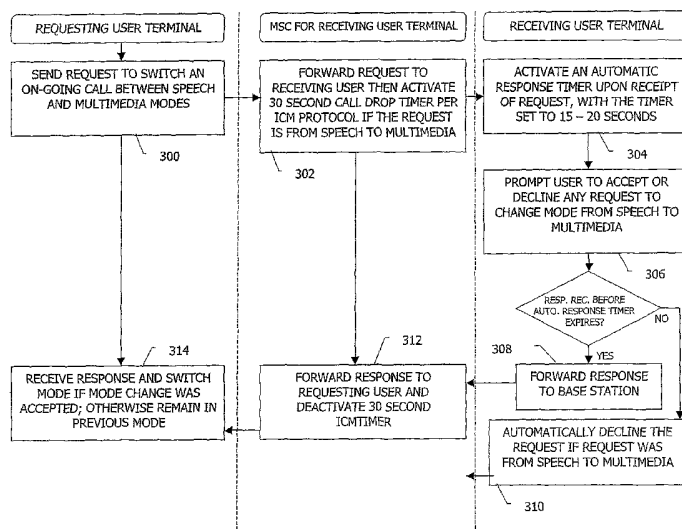 REQUESTING USER TERMINAL
MSC FOR RECEIVING USER TERMINAL
RECEIVING USER TERMINAL
SEND REQUEST TO SWITCH AN
ON-GOING CALL BETWEEN SPEECH
AND MULTIMEDIA MODES
300
FORWARD REQUEST TO
RECEIVING USER THEN ACTIVATE
30 SECOND CALL DROP TIMER PER
ICM PROTOCOL IF THE REQUEST
IS FROM SPEECH TO MULTIMEDIA
302
ACTIVATE AN AUTOMATIC
RESPONSE TIMER UPON RECEIPT
OF REQUEST, WITH THE TIMER
SET TO 15 – 20 SECONDS
304
PROMPT USER TO ACCEPT OR
DECLINE ANY REQUEST TO
CHANGE MODE FROM SPEECH TO
MULTIMEDIA
306
RESP. REC. BEFORE
AUTO. RESPONSE TIMER
EXPIRES?
NO
YES
308
FORWARD RESPONSE
TO BASE STATION
312
FORWARD RESPONSE TO
REQUESTING USER AND
DEACTIVATE 30 SECOND
ICMTIMER
314
RECEIVE RESPONSE AND SWITCH
MODE IF MODE CHANGE WAS
ACCEPTED; OTHERWISE REMAIN IN
PREVIOUS MODE
AUTOMATICALLY DECLINE THE
REQUEST IF REQUEST WAS
FROM SPEECH TO MULTIMEDIA
310